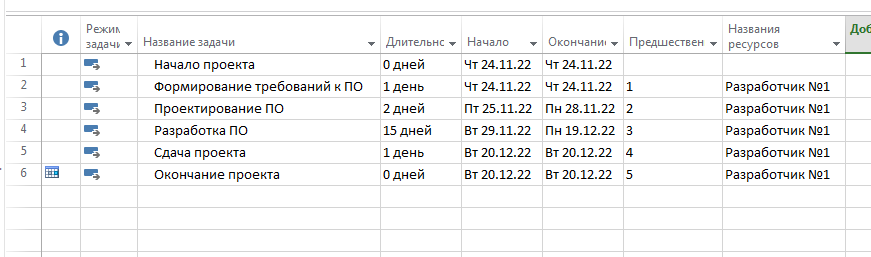 Режим задачи Название задачи Длительнс Начало Окончание Предшествен Названия ресурсов Доб
1 Начало проекта 0 дней Чт 24.11.22 Чт 24.11.22
2 Формирование требований к ПО 1 день Чт 24.11.22 Чт 24.11.22 1 Разработчик №1
3 Проектирование ПО 2 дней Пт 25.11.22 Пн 28.11.22 2 Разработчик №1
4 Разработка ПО 15 дней Вт 29.11.22 Пн 19.12.22 3 Разработчик №1
5 Сдача проекта 1 день Вт 20.12.22 Вт 20.12.22 4 Разработчик №1
6 Окончание проекта 0 дней Вт 20.12.22 Вт 20.12.22 5 Разработчик №1